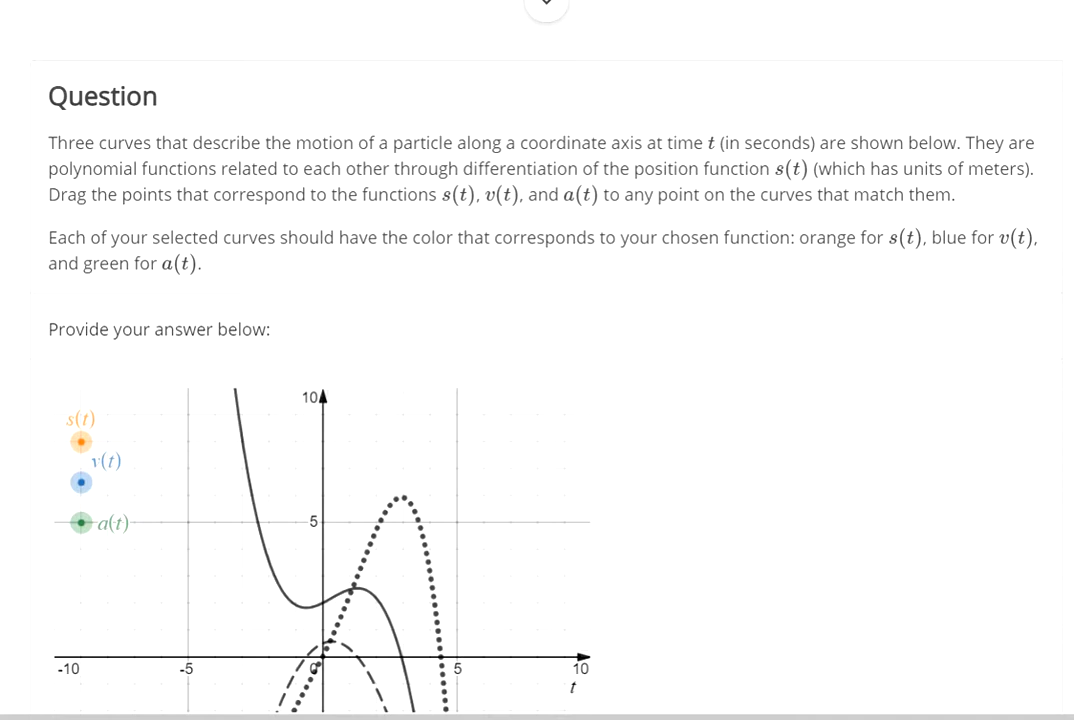 Question
Three curves that describe the motion of a particle along a coordinate axis at time t (in seconds) are shown below. They are
polynomial functions related to each other through differentiation of the position function s(t) (which has units of meters).
Drag the points that correspond to the functions s(t), v(t), and a(t) to any point on the curves that match them.
Each of your selected curves should have the color that corresponds to your chosen function: orange for s(t), blue for v(t),
and green for a(t).
Provide your answer below:
10
s(t)
v(t)
a(t)
5
-10 -5 0 5 10
t